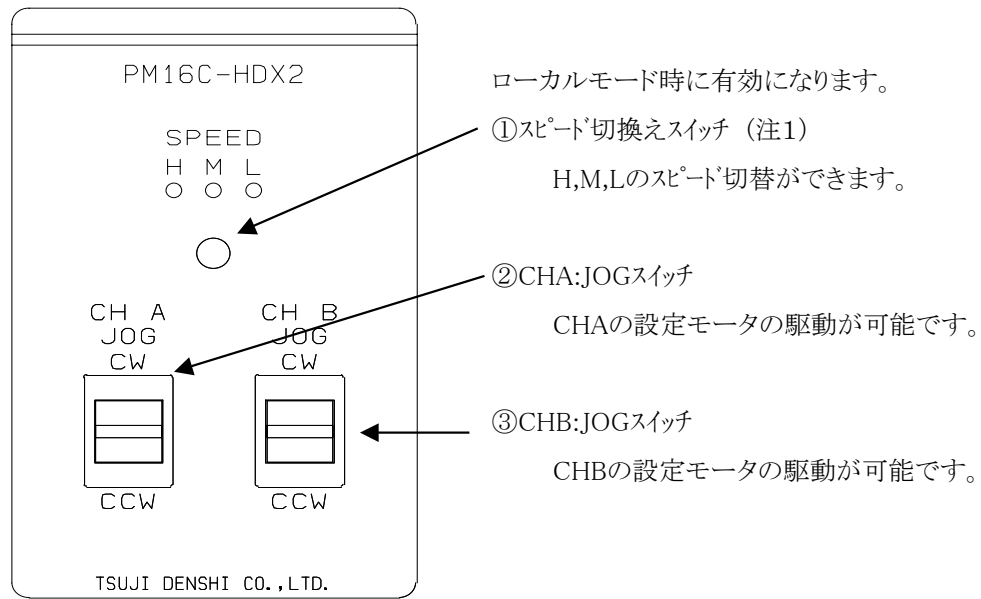 PM16C-HDX2
SPEED
H M L
CH A
JOG
CW
CCW
CH B
JOG
CW
CCW
TSUJI DENSHI CO.,LTD.
ローカルモード時に有効になります。
①ｽﾋﾟｰﾄﾞ切換えｽｲｯﾁ（注1）
H,M,Lのｽﾋﾟｰﾄﾞ切替ができます。
②CHA:JOGｽｲｯﾁ
CHAの設定モータの駆動が可能です。
③CHB:JOGｽｲｯﾁ
CHBの設定モータの駆動が可能です。